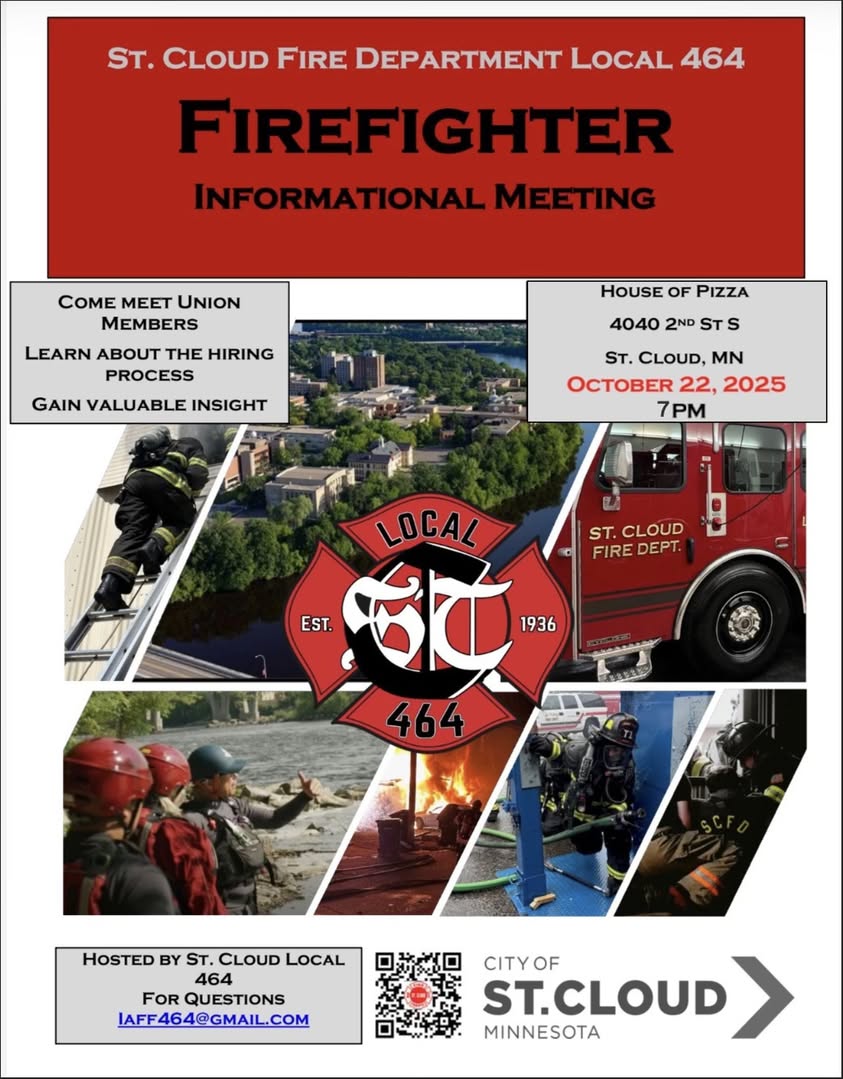 St. Cloud Fire Department Local 464
Firefighter
Informational Meeting
Come meet Union
Members
Learn about the hiring
process
Gain valuable insight
House of Pizza
4040 2nd St S
St. Cloud, MN
October 22, 2025
7PM
ST. CLOUD
FIRE DEPT.
LOCAL
Est.
StC
1936
464
77
SCFD
Hosted by St. Cloud Local
464
For Questions
Iaff464@gmail.com
CITY OF
ST.CLOUD
MINNESOTA